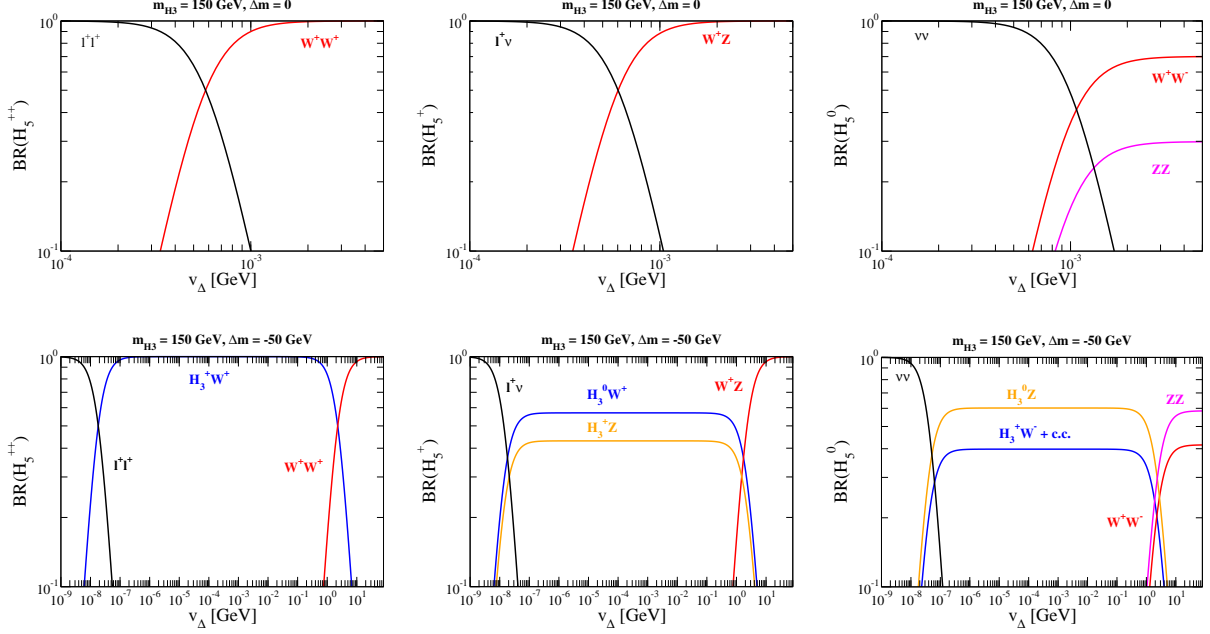 m_H3 = 150 GeV, Δm = 0
10^0
l^+l^+
W^+W^+
BR(H_5^++)
10^-1
10^-4
10^-3
v_Δ [GeV]
m_H3 = 150 GeV, Δm = 0
10^0
l^+ν
W^+Z
BR(H_5^+)
10^-1
10^-4
10^-3
v_Δ [GeV]
m_H3 = 150 GeV, Δm = 0
10^0
νν
W^+W^-
ZZ
BR(H_5^0)
10^-1
10^-4
10^-3
v_Δ [GeV]
m_H3 = 150 GeV, Δm = -50 GeV
10^0
H_3^+W^+
l^+l^+
W^+W^+
BR(H_5^++)
10^-1
10^-9 10^-8 10^-7 10^-6 10^-5 10^-4 10^-3 10^-2 10^-1 10^0 10^1
v_Δ [GeV]
m_H3 = 150 GeV, Δm = -50 GeV
10^0
l^+ν
H_3^0W^+
W^+Z
H_3^+Z
BR(H_5^+)
10^-1
10^-9 10^-8 10^-7 10^-6 10^-5 10^-4 10^-3 10^-2 10^-1 10^0 10^1
v_Δ [GeV]
m_H3 = 150 GeV, Δm = -50 GeV
10^0
νν
H_3^0Z
ZZ
H_3^+W^- + c.c.
W^+W^-
BR(H_5^0)
10^-1
10^-9 10^-8 10^-7 10^-6 10^-5 10^-4 10^-3 10^-2 10^-1 10^0 10^1
v_Δ [GeV]